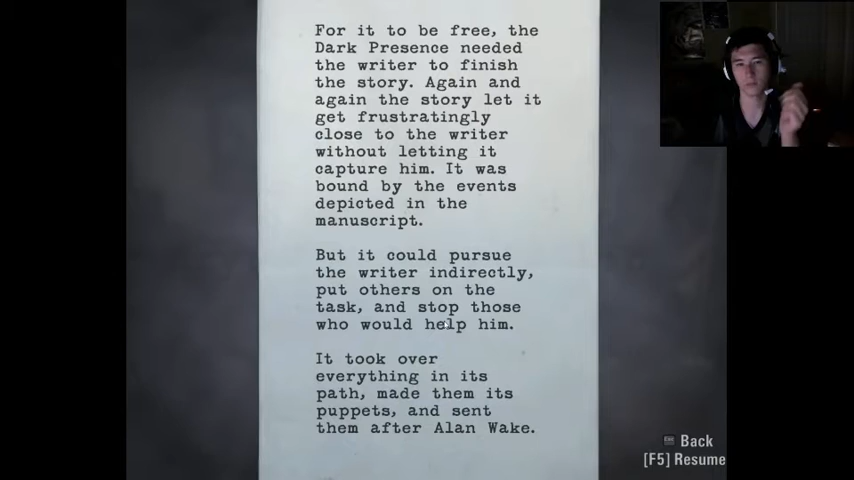 For it to be free, the
Dark Presence needed
the writer to finish
the story. Again and
again the story let it
get frustratingly
close to the writer
without letting it
capture him. It was
bound by the events
depicted in the
manuscript.
But it could pursue
the writer indirectly,
put others on the
task, and stop those
who would help him.
It took over
everything in its
path, made them its
puppets, and sent
them after Alan Wake.
Back
[F5] Resume